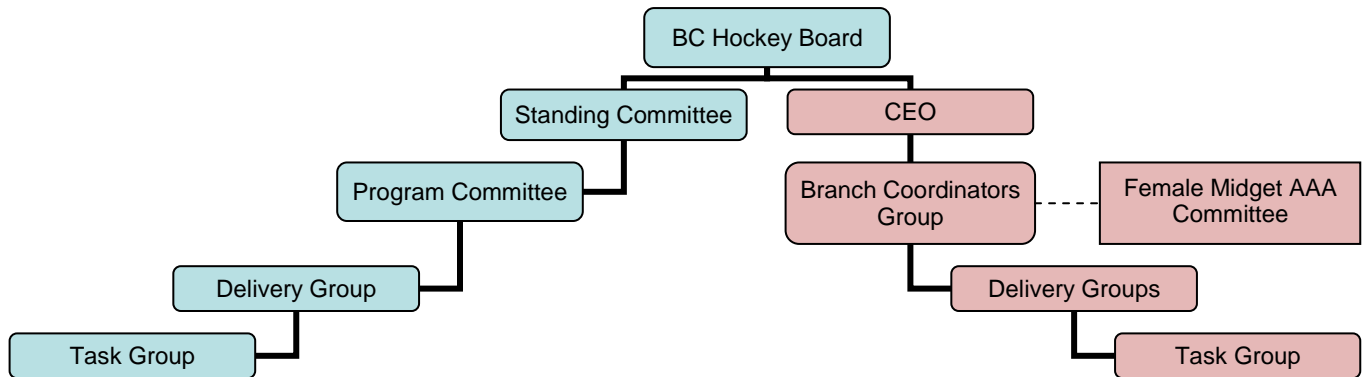 BC Hockey Board
Standing Committee
CEO
Program Committee
Branch Coordinators
Group
Female Midget AAA
Committee
Delivery Group
Delivery Groups
Task Group
Task Group